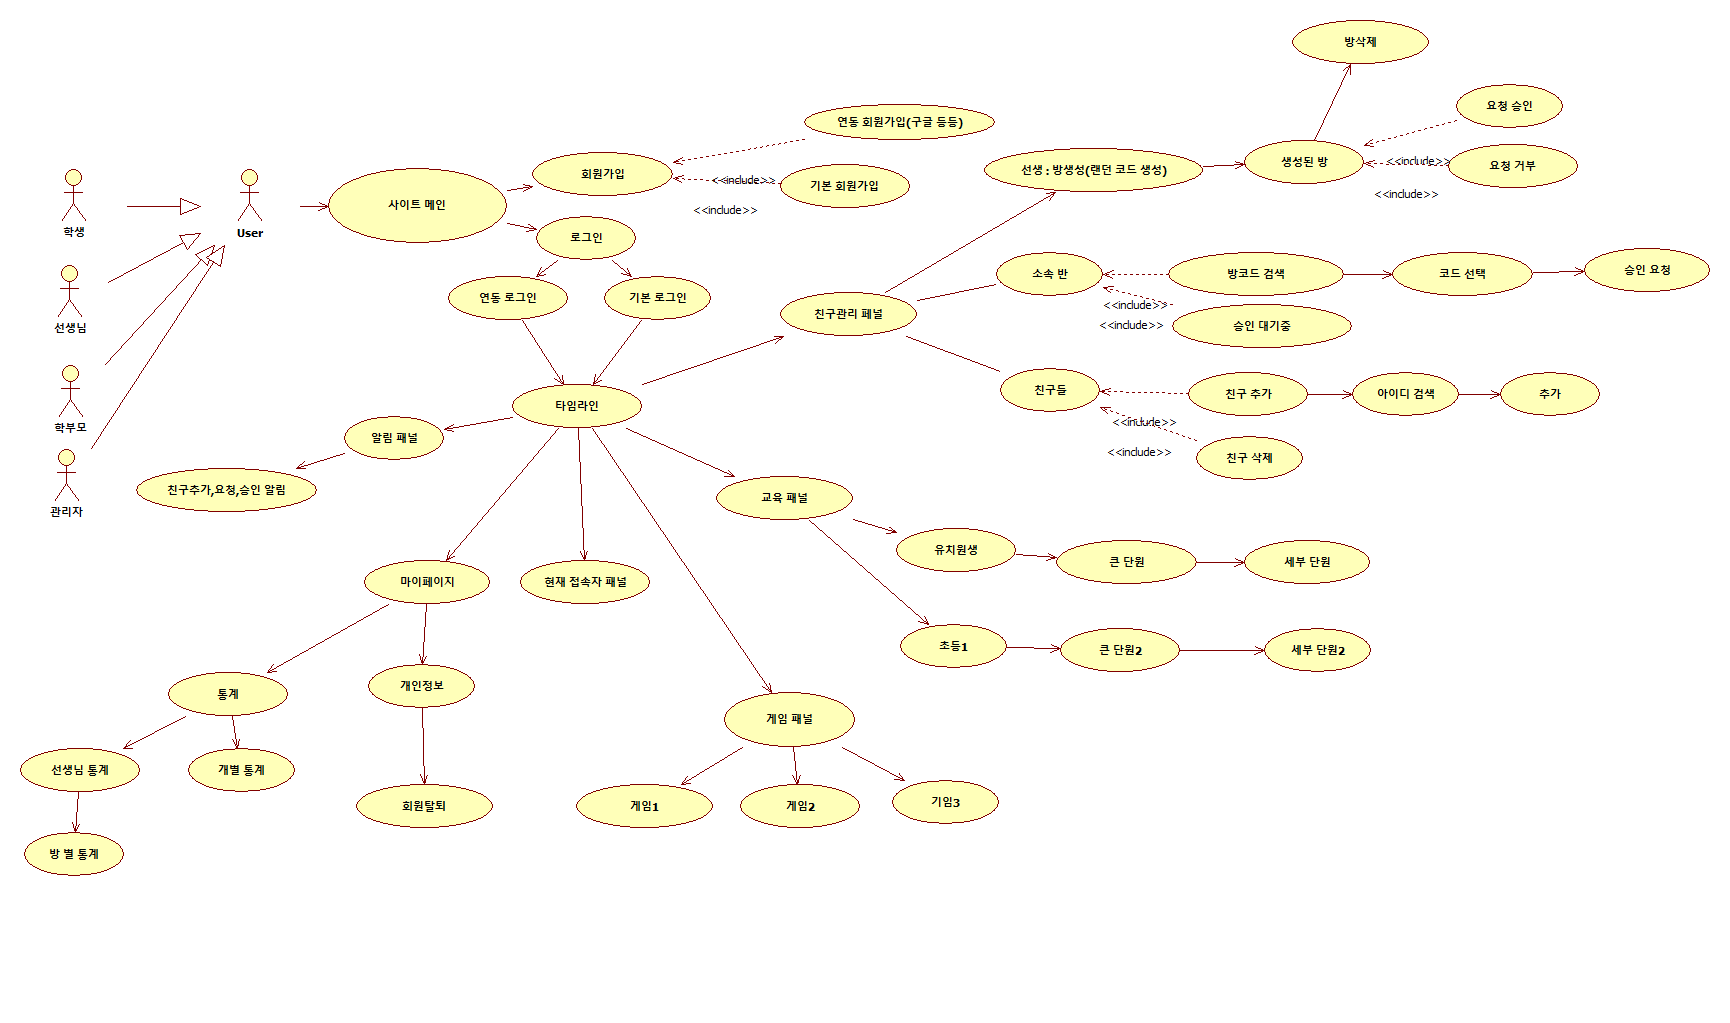 방삭제
요청 승인
연동 회원가입(구글 등등)
생성된 방
<<include>>
요청 거부
선생 : 방생성(랜던 코드 생성)
회원가입
<<include>>
기본 회원가입
<<include>>
<<include>>
사이트 메인
학생
User
로그인
소속 반
방코드 검색
코드 선택
승인 요청
연동 로그인
기본 로그인
<<include>>
친구관리 패널
<<include>>
승인 대기중
선생님
친구들
친구 추가
아이디 검색
추가
타임라인
<<include>>
학부모
알림 패널
<<include>>
친구 삭제
친구추가,요청,승인 알림
교육 패널
관리자
유치원생
큰 단원
세부 단원
마이페이지
현재 접속자 패널
초등1
큰 단원2
세부 단원2
통계
개인정보
게임 패널
선생님 통계
개별 통계
회원탈퇴
게임1
게임2
기임3
방 별 통계